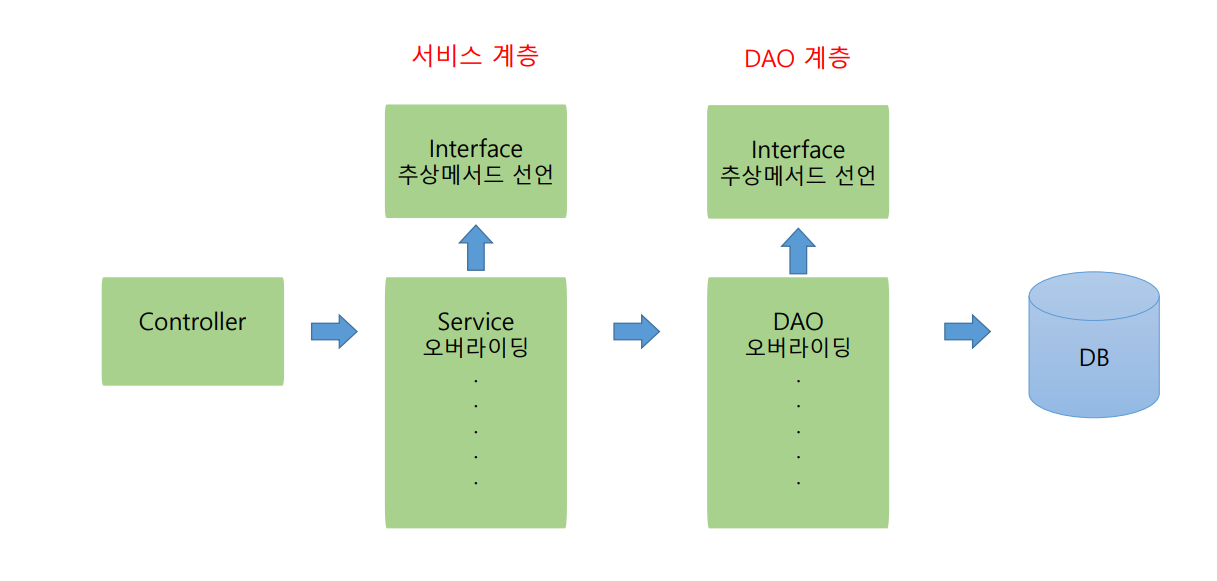 서비스 계층
DAO 계층
Interface
추상메서드 선언
Interface
추상메서드 선언
Controller
Service
오버라이딩
.
.
.
.
.
DAO
오버라이딩
.
.
.
.
.
DB